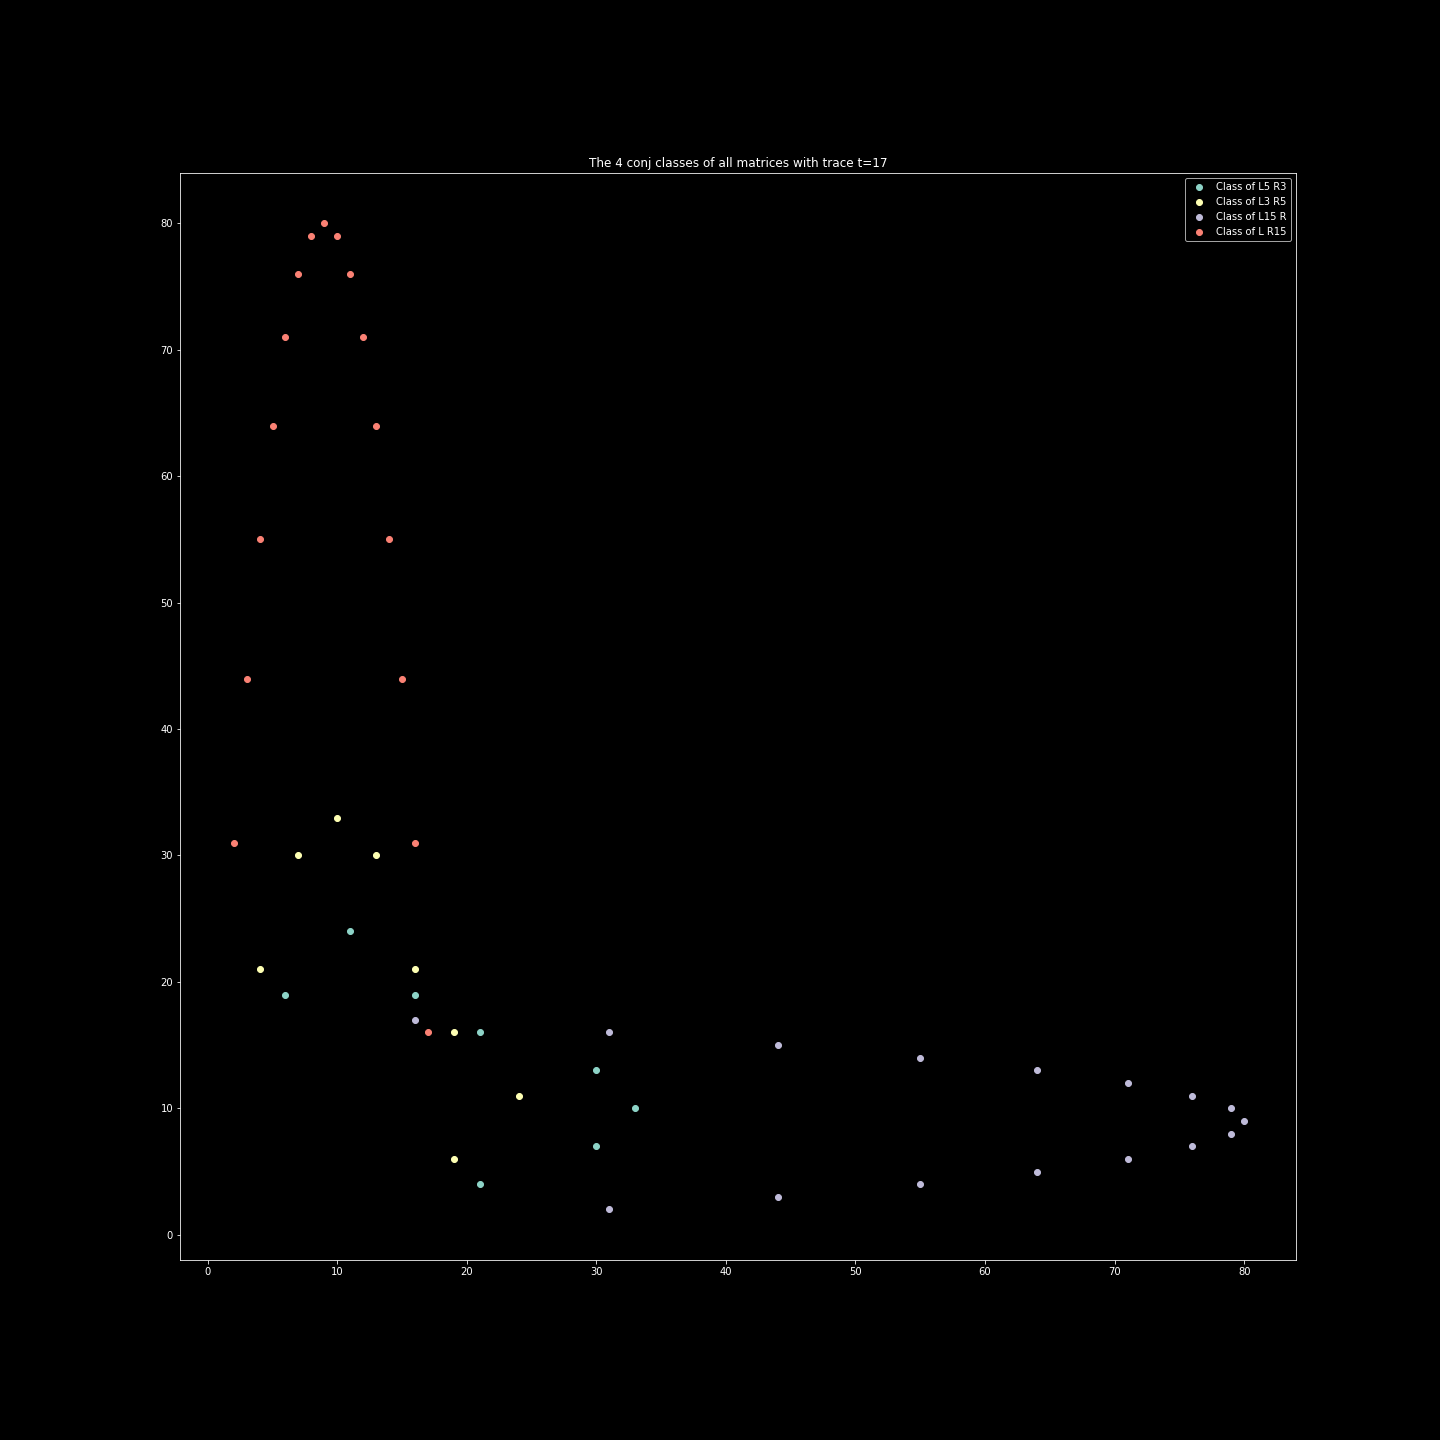 The 4 conj classes of all matrices with trace t=17
Class of L5 R3
Class of L3 R5
Class of L15 R
Class of L R15
80
70
60
50
40
30
20
10
0
0 10 20 30 40 50 60 70 80